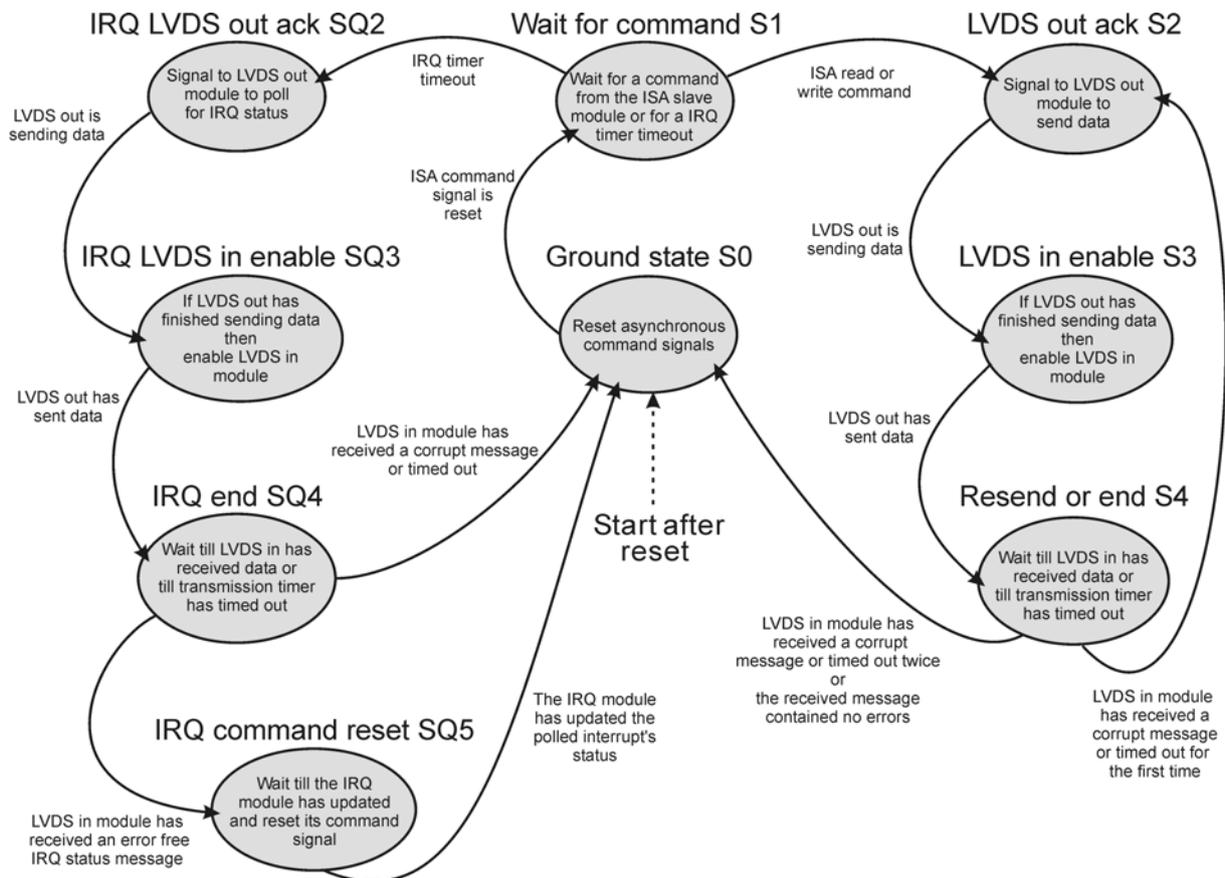 IRQ LVDS out ack SQ2
Signal to LVDS out
module to poll
for IRQ status
IRQ timer
timeout
Wait for command S1
Wait for a command
from the ISA slave
module or for a IRQ
timer timeout
ISA read or
write command
LVDS out ack S2
Signal to LVDS out
module to
send data
LVDS out is
sending data
ISA command
signal is
reset
LVDS out is
sending data
IRQ LVDS in enable SQ3
If LVDS out has
finished sending data
then
enable LVDS in
module
Ground state S0
Reset asynchronous
command signals
LVDS in enable S3
If LVDS out has
finished sending data
then
enable LVDS in
module
LVDS out has
sent data
LVDS in module has
received a corrupt message
or timed out
LVDS out has
sent data
IRQ end SQ4
Wait till LVDS in has
received data or
till transmission timer
has timed out
Start after
reset
Resend or end S4
Wait till LVDS in has
received data or
till transmission timer
has timed out
LVDS in module has
received a corrupt
message or timed out twice
or
the received message
contained no errors
LVDS in module
has received a
corrupt message
or timed out for
the first time
The IRQ module
has updated the
polled interrupt's
status
IRQ command reset SQ5
Wait till the IRQ
module has updated
and reset its command
signal
LVDS in module has
received an error free
IRQ status message